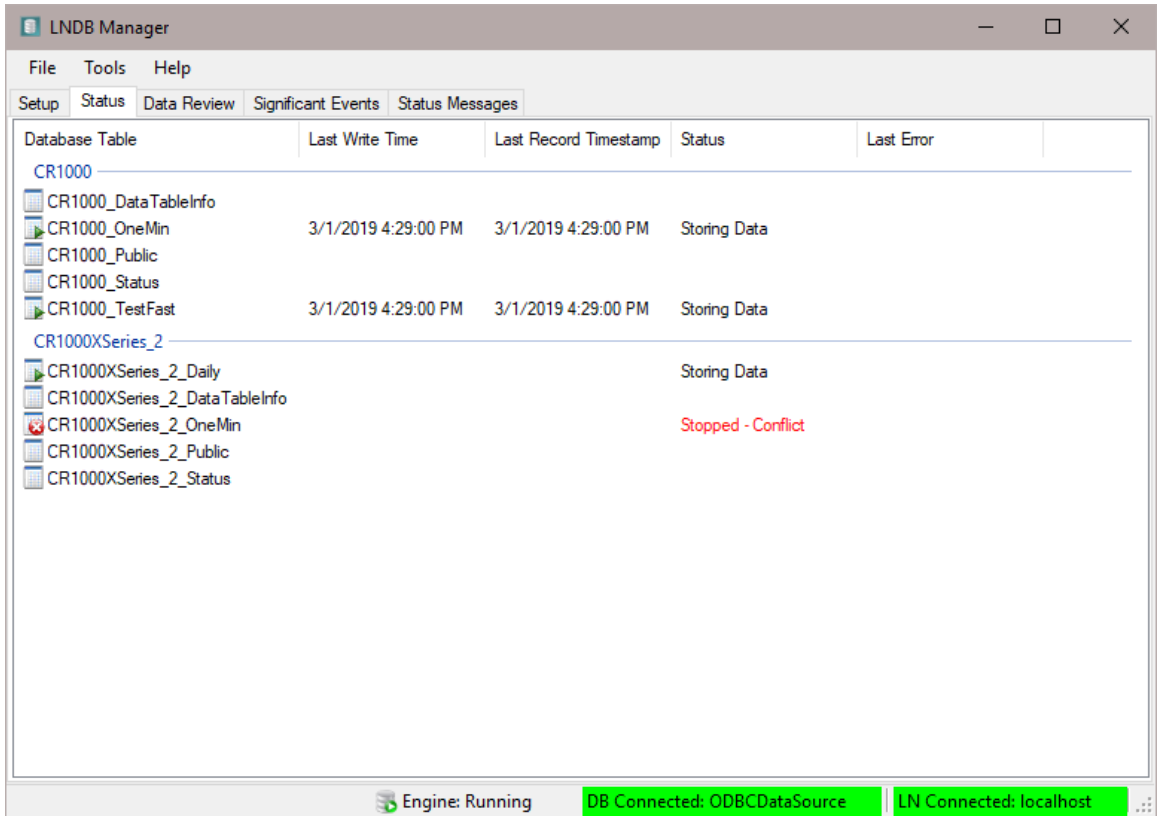 LNDB Manager
File Tools Help
Setup Status Data Review Significant Events Status Messages
Database Table Last Write Time Last Record Timestamp Status Last Error
CR1000
CR1000_DataTableInfo
CR1000_OneMin 3/1/2019 4:29:00 PM 3/1/2019 4:29:00 PM Storing Data
CR1000_Public
CR1000_Status
CR1000_TestFast 3/1/2019 4:29:00 PM 3/1/2019 4:29:00 PM Storing Data
CR1000XSeries_2
CR1000XSeries_2_Daily Storing Data
CR1000XSeries_2_DataTableInfo
CR1000XSeries_2_OneMin Stopped - Conflict
CR1000XSeries_2_Public
CR1000XSeries_2_Status
Engine: Running DB Connected: ODBCDataSource LN Connected: localhost